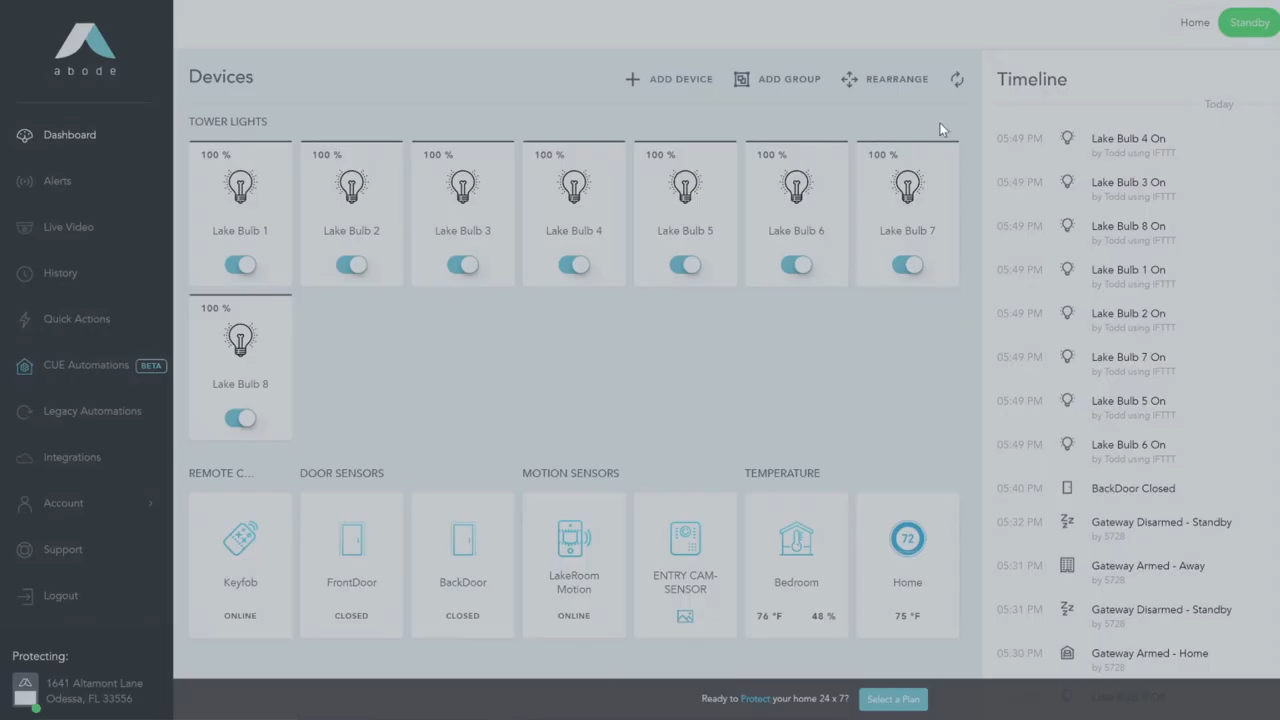 abode
Dashboard
Alerts
Live Video
History
Quick Actions
CUE Automations BETA
Legacy Automations
Integrations
Account
Support
Logout
Protecting:
1641 Altamont Lane
Odessa, FL 33556
Home Standby
Devices
ADD DEVICE ADD GROUP REARRANGE
TOWER LIGHTS
100 % 100 % 100 % 100 % 100 % 100 % 100 %
Lake Bulb 1 Lake Bulb 2 Lake Bulb 3 Lake Bulb 4 Lake Bulb 5 Lake Bulb 6 Lake Bulb 7
100 %
Lake Bulb 8
REMOTE C... DOOR SENSORS MOTION SENSORS TEMPERATURE
Keyfob
ONLINE
FrontDoor
CLOSED
BackDoor
CLOSED
LakeRoom
Motion
ONLINE
ENTRY CAM-
SENSOR
Bedroom
76 °F 48 %
72
Home
75 °F
Timeline
Today
05:49 PM Lake Bulb 4 On
by Todd using IFTTT
05:49 PM Lake Bulb 3 On
by Todd using IFTTT
05:49 PM Lake Bulb 8 On
by Todd using IFTTT
05:49 PM Lake Bulb 1 On
by Todd using IFTTT
05:49 PM Lake Bulb 2 On
by Todd using IFTTT
05:49 PM Lake Bulb 7 On
by Todd using IFTTT
05:49 PM Lake Bulb 5 On
by Todd using IFTTT
05:49 PM Lake Bulb 6 On
by Todd using IFTTT
05:40 PM BackDoor Closed
05:32 PM Gateway Disarmed - Standby
by 5728
05:31 PM Gateway Armed - Away
by 5728
05:31 PM Gateway Disarmed - Standby
by 5728
05:30 PM Gateway Armed - Home
by 5728
Ready to Protect your home 24 x 7? Select a Plan